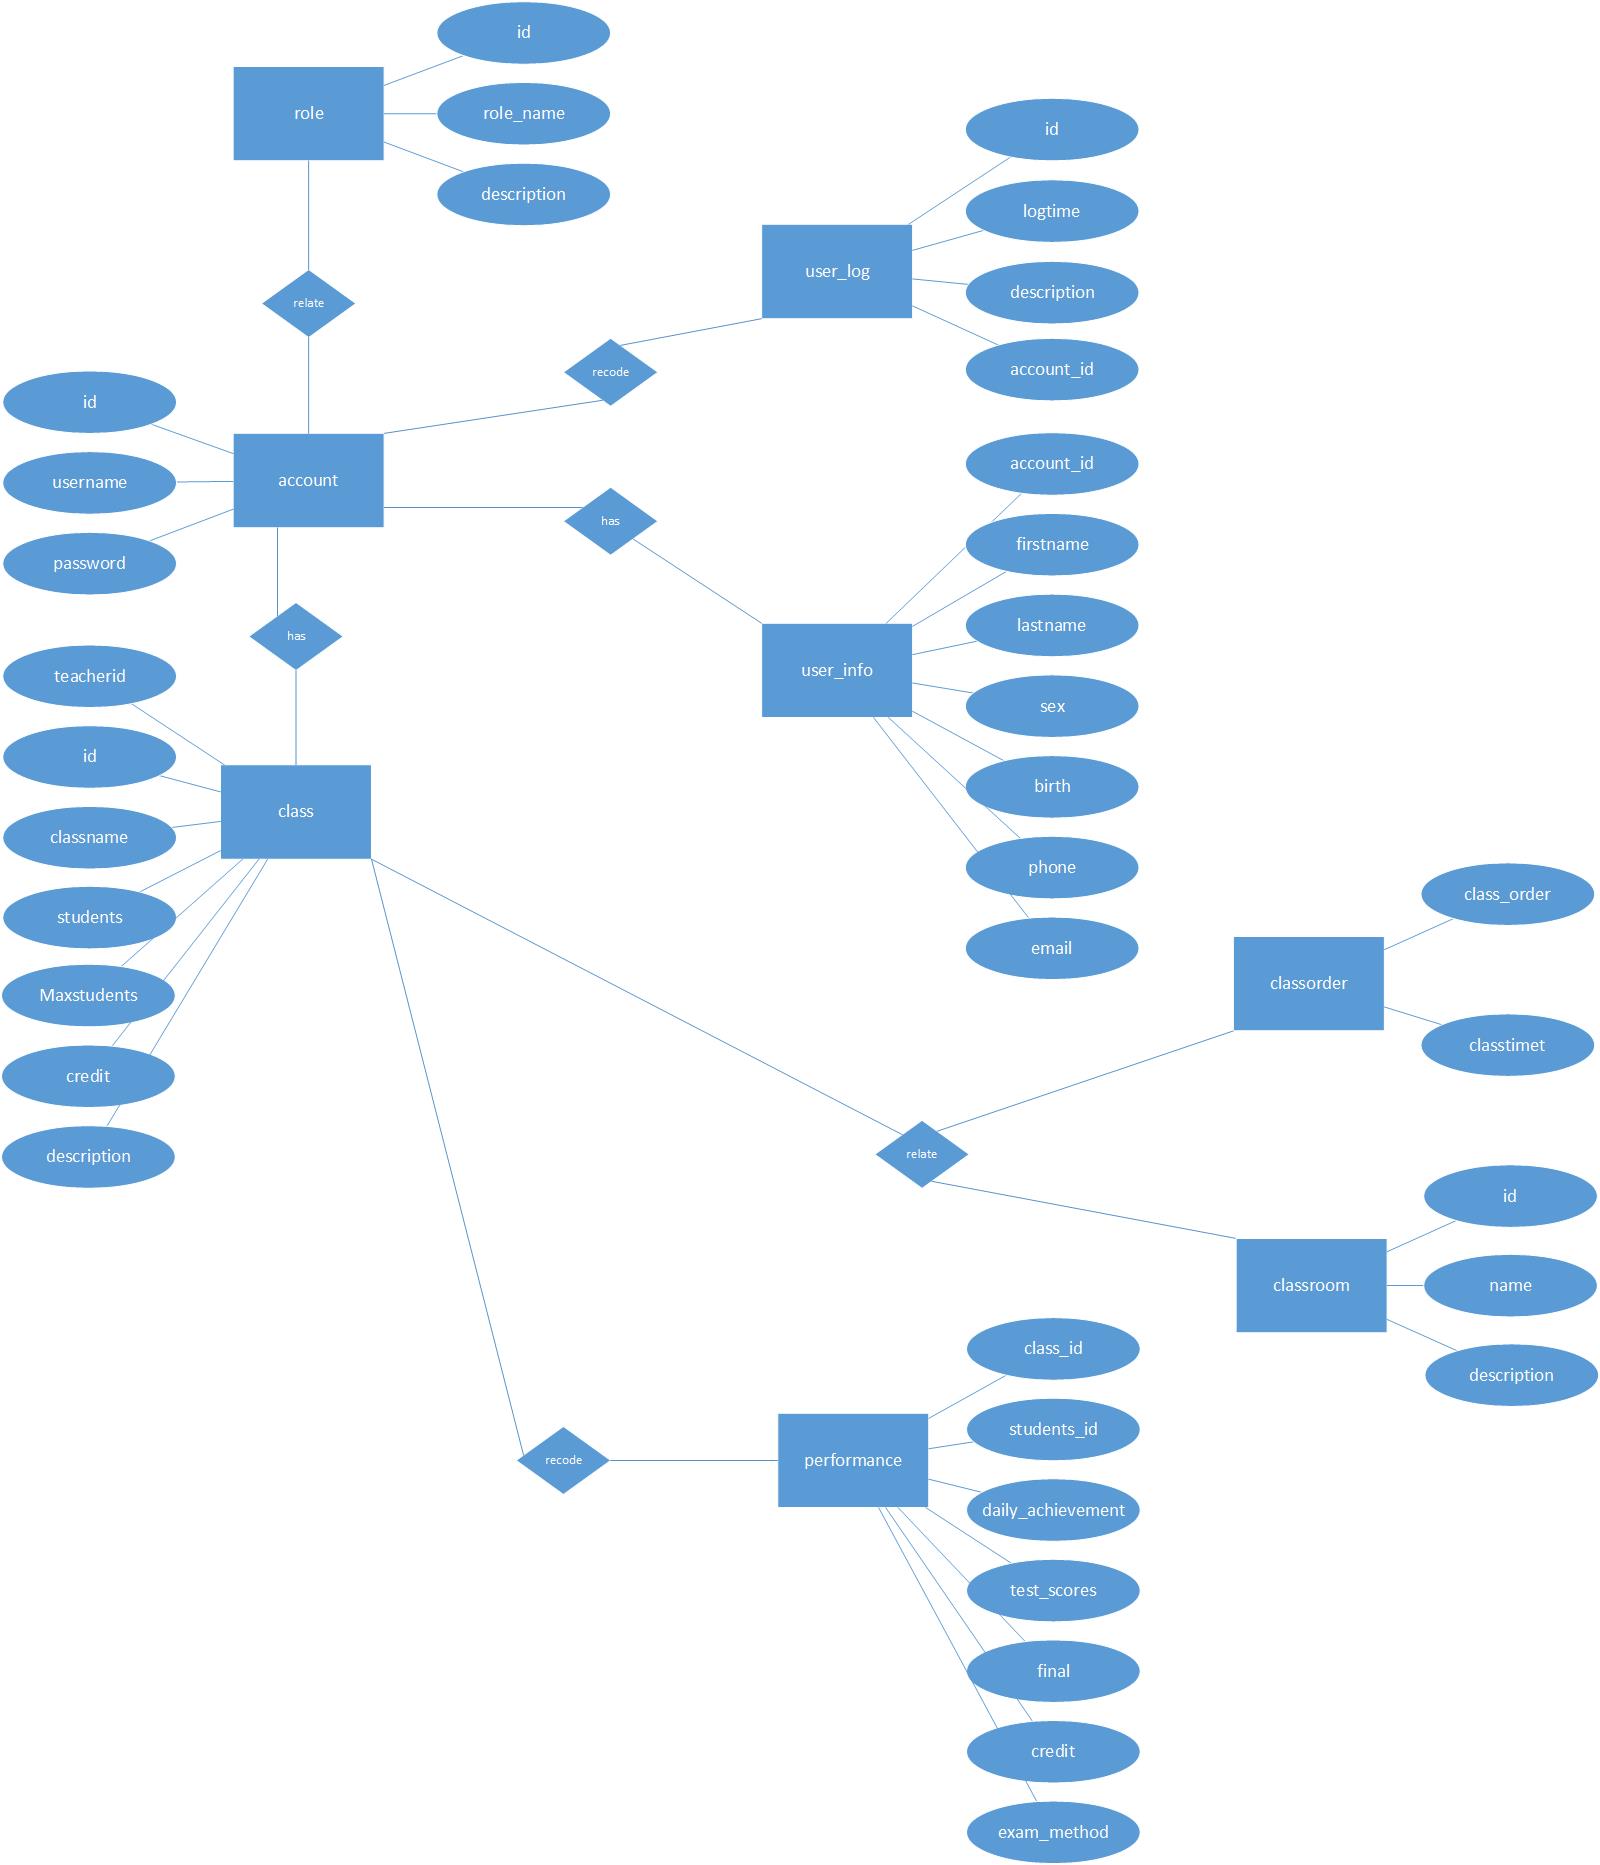 id
role
role_name
description
id
logtime
user_log
description
relate
account_id
recode
id
username
account
password
account_id
has
firstname
lastname
user_info
sex
birth
phone
email
has
teacherid
id
class
classname
students
Maxstudents
credit
description
class_order
classorder
classtimet
relate
id
classroom
name
description
class_id
students_id
recode
performance
daily_achievement
test_scores
final
credit
exam_method